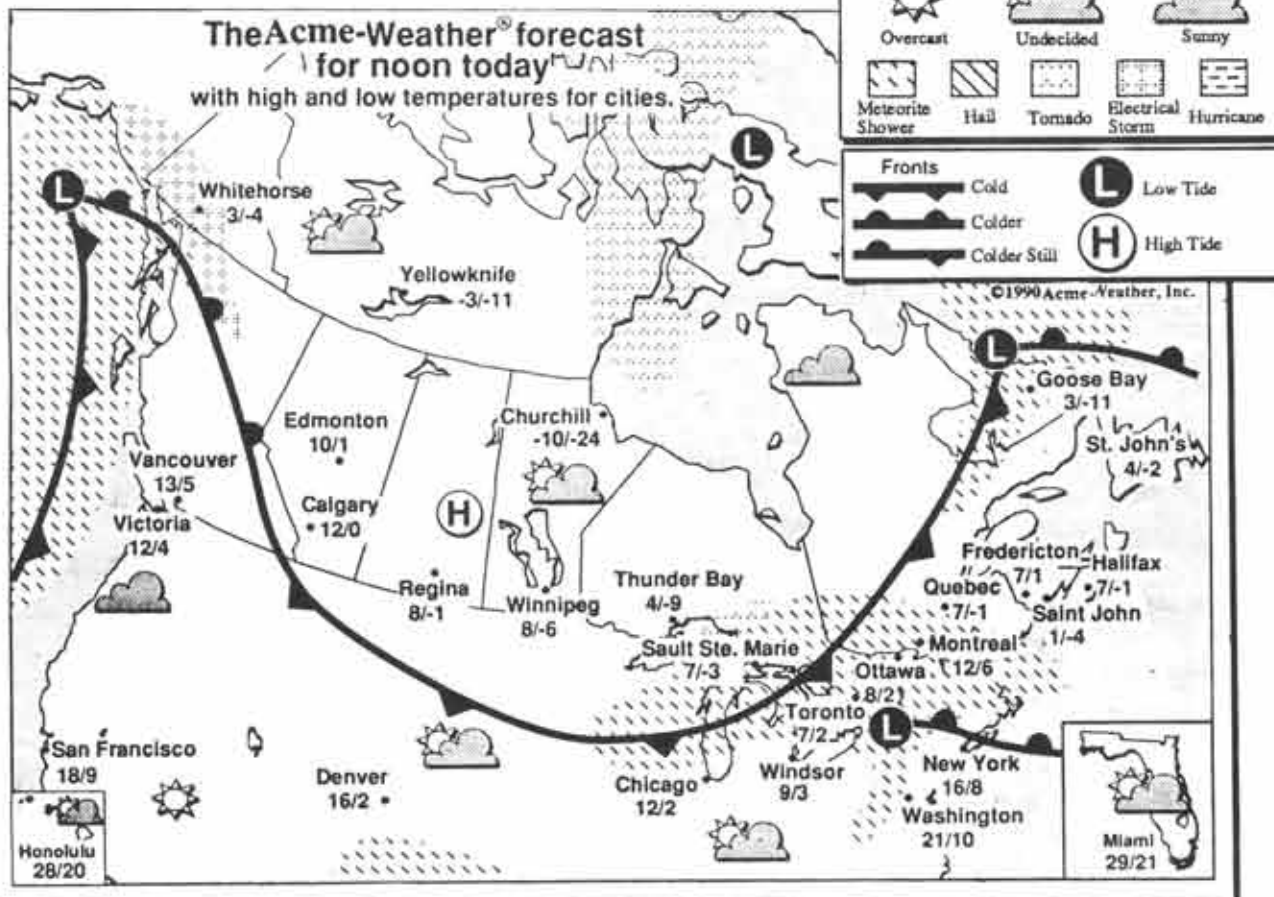 The Acme-Weather® forecast
for noon today
with high and low temperatures for cities.
Overcast
Undecided
Sunny
Meteorite
Shower
Hail
Tornado
Electrical
Storm
Hurricane
Fronts
Cold
Colder
Colder Still
L
Low Tide
H
High Tide
©1990 Acme-Weather, Inc.
L
L
Whitehorse
3/-4
Yellowknife
-3/-11
L
Goose Bay
3/-11
St. John's
4/-2
Edmonton
10/1
Churchill
-10/-24
Vancouver
13/5
Calgary
12/0
H
Victoria
12/4
Regina
8/-1
Winnipeg
8/-6
Thunder Bay
4/-9
Fredericton
7/1
Halifax
7/-1
Quebec
7/-1
Saint John
1/-4
Sault Ste. Marie
7/-3
Montreal
12/6
Ottawa
8/2
Toronto
7/2
L
San Francisco
18/9
Denver
16/2
Chicago
12/2
Windsor
9/3
New York
16/8
Washington
21/10
Honolulu
28/20
Miami
29/21